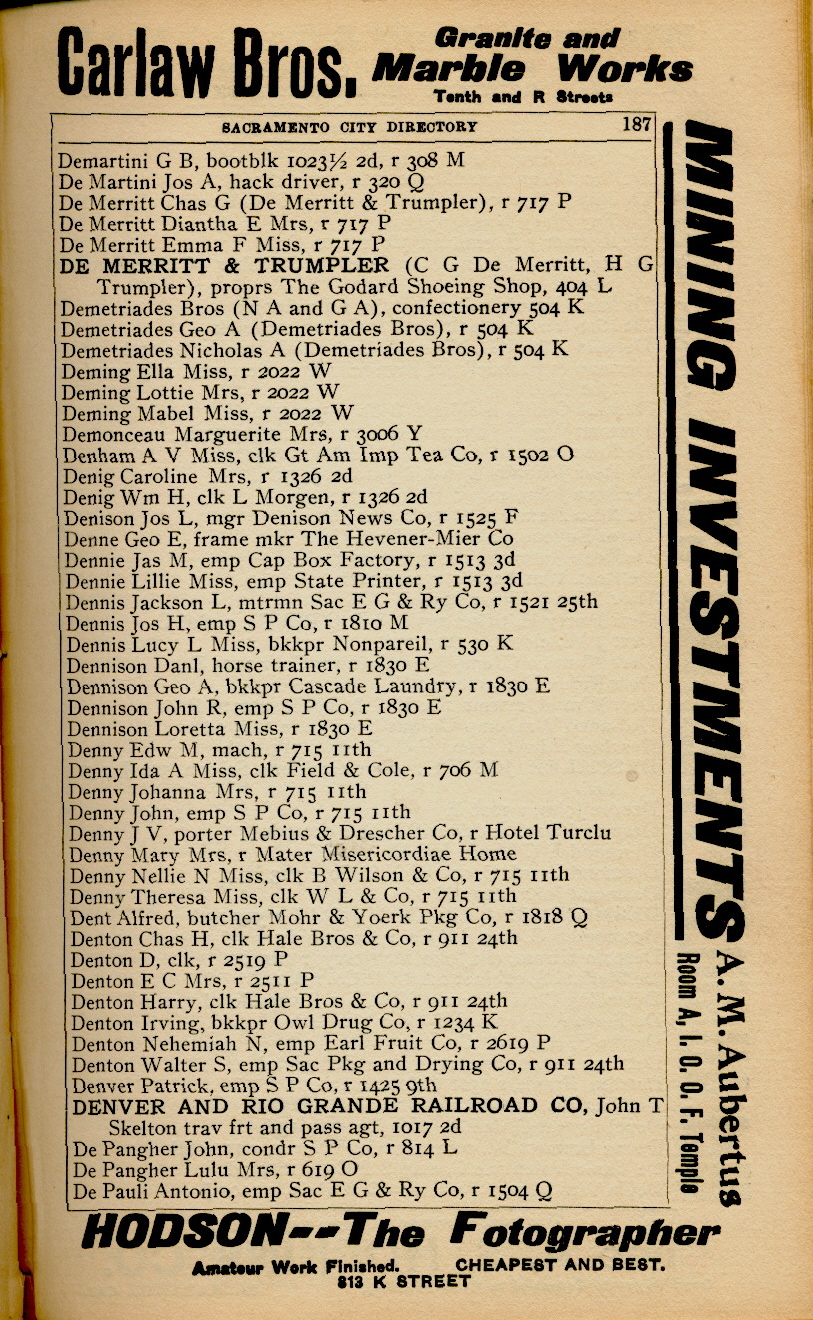 Carlaw Bros. Granite and
Marble Works
Tenth and R Streets
SACRAMENTO CITY DIRECTORY 187
Demartini G B, bootblk 1023½ 2d, r 308 M
De Martini Jos A, hack driver, r 320 Q
De Merritt Chas G (De Merritt & Trumpler), r 717 P
De Merritt Diantha E Mrs, r 717 P
De Merritt Emma F Miss, r 717 P
DE MERRITT & TRUMPLER (C G De Merritt, H G
Trumpler), proprs The Godard Shoeing Shop, 404 L
Demetriades Bros (N A and G A), confectionery 504 K
Demetriades Geo A (Demetriades Bros), r 504 K
Demetriades Nicholas A (Demetriades Bros), r 504 K
Deming Ella Miss, r 2022 W
Deming Lottie Mrs, r 2022 W
Deming Mabel Miss, r 2022 W
Demonceau Marguerite Mrs, r 3006 Y
Denham A V Miss, clk Gt Am Imp Tea Co, r 1502 O
Denig Caroline Mrs, r 1326 2d
Denig Wm H, clk L Morgen, r 1326 2d
Denison Jos L, mgr Denison News Co, r 1525 F
Denne Geo E, frame mkr The Hevener-Mier Co
Dennie Jas M, emp Cap Box Factory, r 1513 3d
Dennie Lillie Miss, emp State Printer, r 1513 3d
Dennis Jackson L, mtrmn Sac E G & Ry Co, r 1521 25th
Dennis Jos H, emp S P Co, r 1810 M
Dennis Lucy L Miss, bkkpr Nonpareil, r 530 K
Dennison Danl, horse trainer, r 1830 E
Dennison Geo A, bkkpr Cascade Laundry, r 1830 E
Dennison John R, emp S P Co, r 1830 E
Dennison Loretta Miss, r 1830 E
Denny Edw M, mach, r 715 11th
Denny Ida A Miss, clk Field & Cole, r 706 M
Denny Johanna Mrs, r 715 11th
Denny John, emp S P Co, r 715 11th
Denny J V, porter Mebius & Drescher Co, r Hotel Turclu
Denny Mary Mrs, r Mater Misericordiae Home
Denny Nellie N Miss, clk B Wilson & Co, r 715 11th
Denny Theresa Miss, clk W L & Co, r 715 11th
Dent Alfred, butcher Mohr & Yoerk Pkg Co, r 1818 Q
Denton Chas H, clk Hale Bros & Co, r 911 24th
Denton D, clk, r 2519 P
Denton E C Mrs, r 2511 P
Denton Harry, clk Hale Bros & Co, r 911 24th
Denton Irving, bkkpr Owl Drug Co, r 1234 K
Denton Nehemiah N, emp Earl Fruit Co, r 2619 P
Denton Walter S, emp Sac Pkg and Drying Co, r 911 24th
Denver Patrick, emp S P Co, r 1425 9th
DENVER AND RIO GRANDE RAILROAD CO, John T
Skelton trav frt and pass agt, 1017 2d
De Pangher John, condr S P Co, r 814 L
De Pangher Lulu Mrs, r 619 O
De Pauli Antonio, emp Sac E G & Ry Co, r 1504 Q
MINING INVESTMENTS
A. M. Aubertus
Room A, I. O. O. F. Temple
HODSON--The Fotographer
Amateur Work Finished. CHEAPEST AND BEST.
813 K STREET